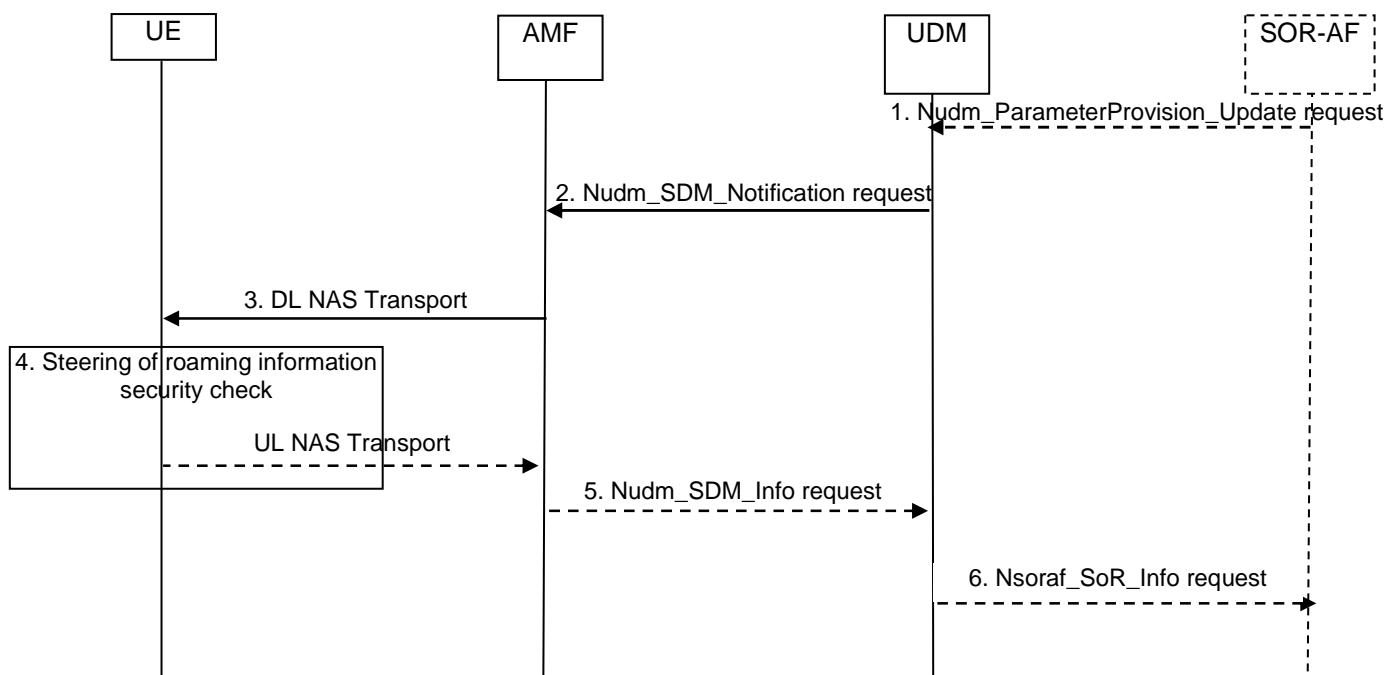 UE
AMF
UDM
SOR-AF
1. Nudm_ParameterProvision_Update request
2. Nudm_SDM_Notification request
3. DL NAS Transport
4. Steering of roaming information
security check
UL NAS Transport
5. Nudm_SDM_Info request
6. Nsoraf_SoR_Info request